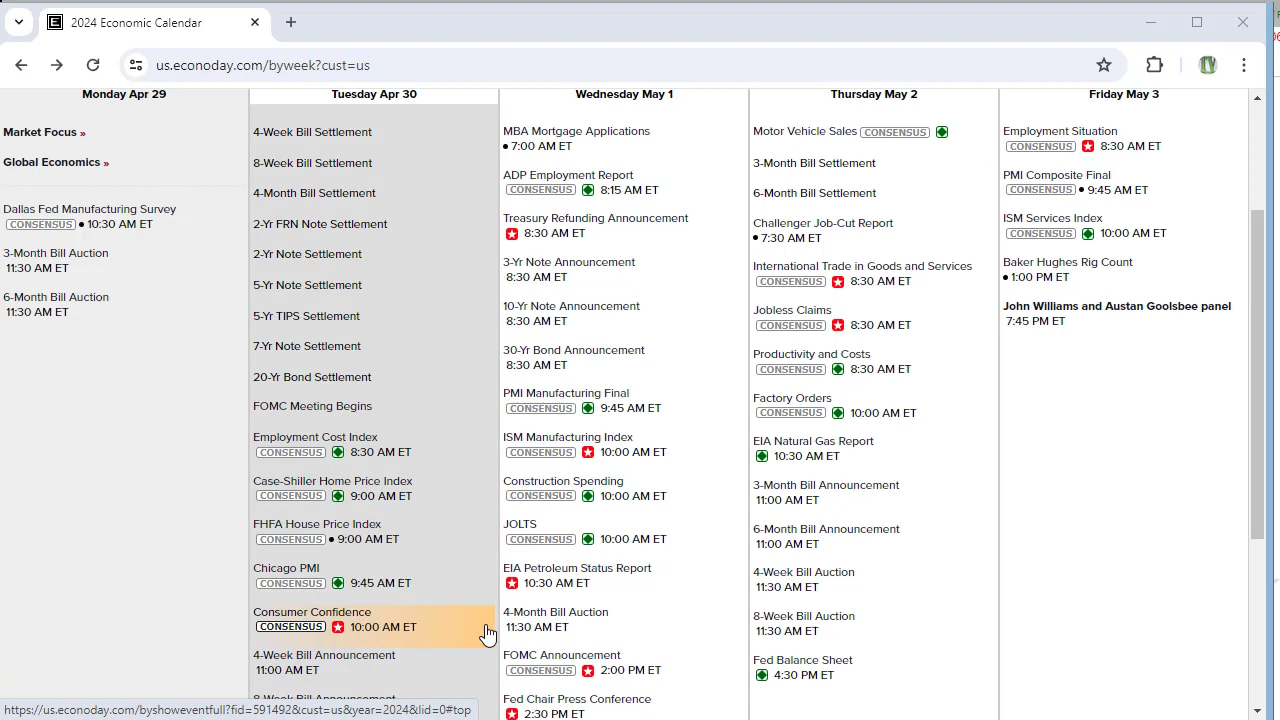 2024 Economic Calendar
us.econoday.com/byweek?cust=us
Monday Apr 29
Market Focus »
Global Economics »
Dallas Fed Manufacturing Survey
CONSENSUS • 10:30 AM ET
3-Month Bill Auction
11:30 AM ET
6-Month Bill Auction
11:30 AM ET
Tuesday Apr 30
4-Week Bill Settlement
8-Week Bill Settlement
4-Month Bill Settlement
2-Yr FRN Note Settlement
2-Yr Note Settlement
5-Yr Note Settlement
5-Yr TIPS Settlement
7-Yr Note Settlement
20-Yr Bond Settlement
FOMC Meeting Begins
Employment Cost Index
CONSENSUS 8:30 AM ET
Case-Shiller Home Price Index
CONSENSUS 9:00 AM ET
FHFA House Price Index
CONSENSUS • 9:00 AM ET
Chicago PMI
CONSENSUS 9:45 AM ET
Consumer Confidence
CONSENSUS 10:00 AM ET
4-Week Bill Announcement
11:00 AM ET
8-Week Bill Announcement
Wednesday May 1
MBA Mortgage Applications
• 7:00 AM ET
ADP Employment Report
CONSENSUS 8:15 AM ET
Treasury Refunding Announcement
8:30 AM ET
3-Yr Note Announcement
8:30 AM ET
10-Yr Note Announcement
8:30 AM ET
30-Yr Bond Announcement
8:30 AM ET
PMI Manufacturing Final
CONSENSUS 9:45 AM ET
ISM Manufacturing Index
CONSENSUS 10:00 AM ET
Construction Spending
CONSENSUS 10:00 AM ET
JOLTS
CONSENSUS 10:00 AM ET
EIA Petroleum Status Report
10:30 AM ET
4-Month Bill Auction
11:30 AM ET
FOMC Announcement
CONSENSUS 2:00 PM ET
Fed Chair Press Conference
2:30 PM ET
Thursday May 2
Motor Vehicle Sales CONSENSUS
3-Month Bill Settlement
6-Month Bill Settlement
Challenger Job-Cut Report
• 7:30 AM ET
International Trade in Goods and Services
CONSENSUS 8:30 AM ET
Jobless Claims
CONSENSUS 8:30 AM ET
Productivity and Costs
CONSENSUS 8:30 AM ET
Factory Orders
CONSENSUS 10:00 AM ET
EIA Natural Gas Report
10:30 AM ET
3-Month Bill Announcement
11:00 AM ET
6-Month Bill Announcement
11:00 AM ET
4-Week Bill Auction
11:30 AM ET
8-Week Bill Auction
11:30 AM ET
Fed Balance Sheet
4:30 PM ET
Friday May 3
Employment Situation
CONSENSUS 8:30 AM ET
PMI Composite Final
CONSENSUS • 9:45 AM ET
ISM Services Index
CONSENSUS 10:00 AM ET
Baker Hughes Rig Count
• 1:00 PM ET
John Williams and Austan Goolsbee panel
7:45 PM ET
https://us.econoday.com/byshoweventfull?fid=591492&cust=us&year=2024&lid=0#top